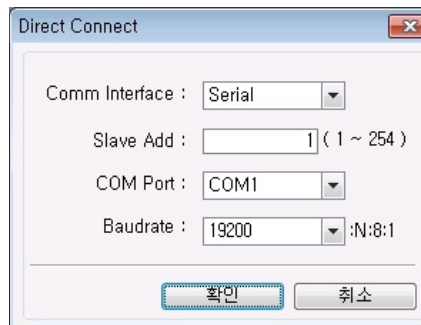 Direct Connect
Comm Interface : Serial
Slave Add : 1 ( 1 ~ 254 )
COM Port : COM1
Baudrate : 19200 :N:8:1
확인 취소